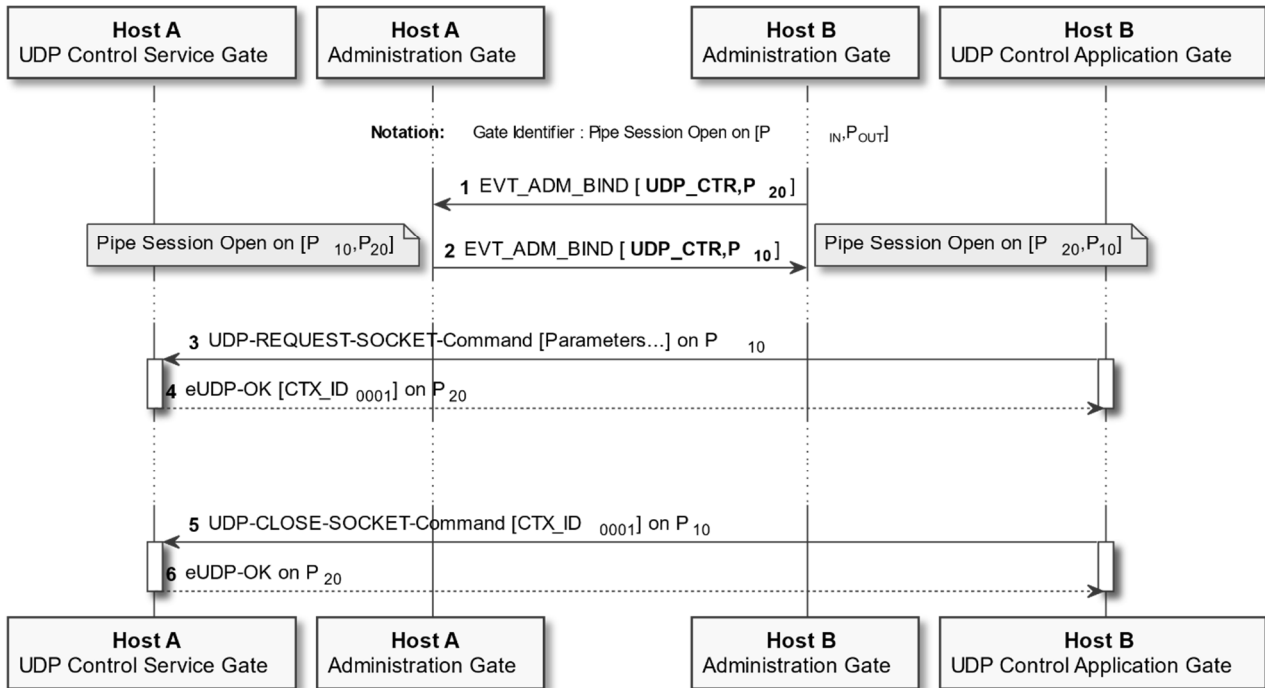 Host A
UDP Control Service Gate
Host A
Administration Gate
Host B
Administration Gate
Host B
UDP Control Application Gate
Notation: Gate Identifier : Pipe Session Open on [P IN,POUT]
1 EVT_ADM_BIND [ UDP_CTR,P 20]
Pipe Session Open on [P 10,P20]
2 EVT_ADM_BIND [ UDP_CTR,P 10]
Pipe Session Open on [P 20,P10]
3 UDP-REQUEST-SOCKET-Command [Parameters...] on P 10
4 eUDP-OK [CTX_ID 0001] on P20
5 UDP-CLOSE-SOCKET-Command [CTX_ID 0001] on P10
6 eUDP-OK on P 20
Host A
UDP Control Service Gate
Host A
Administration Gate
Host B
Administration Gate
Host B
UDP Control Application Gate